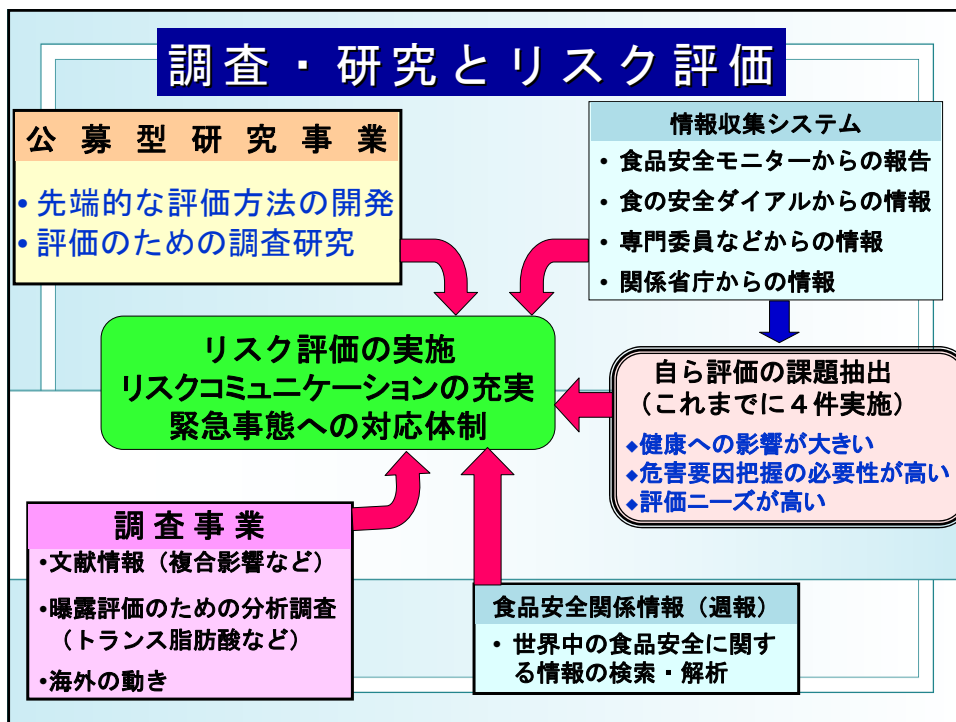 調査・研究とリスク評価
公募型研究事業
•先端的な評価方法の開発
•評価のための調査研究
情報収集システム
• 食品安全モニターからの報告
• 食の安全ダイアルからの情報
• 専門委員などからの情報
• 関係省庁からの情報
リスク評価の実施
リスクコミュニケーションの充実
緊急事態への対応体制
自ら評価の課題抽出
（これまでに４件実施）
◆健康への影響が大きい
◆危害要因把握の必要性が高い
◆評価ニーズが高い
調査事業
•文献情報（複合影響など）
•曝露評価のための分析調査
（トランス脂肪酸など）
•海外の動き
食品安全関係情報（週報）
• 世界中の食品安全に関す
る情報の検索・解析